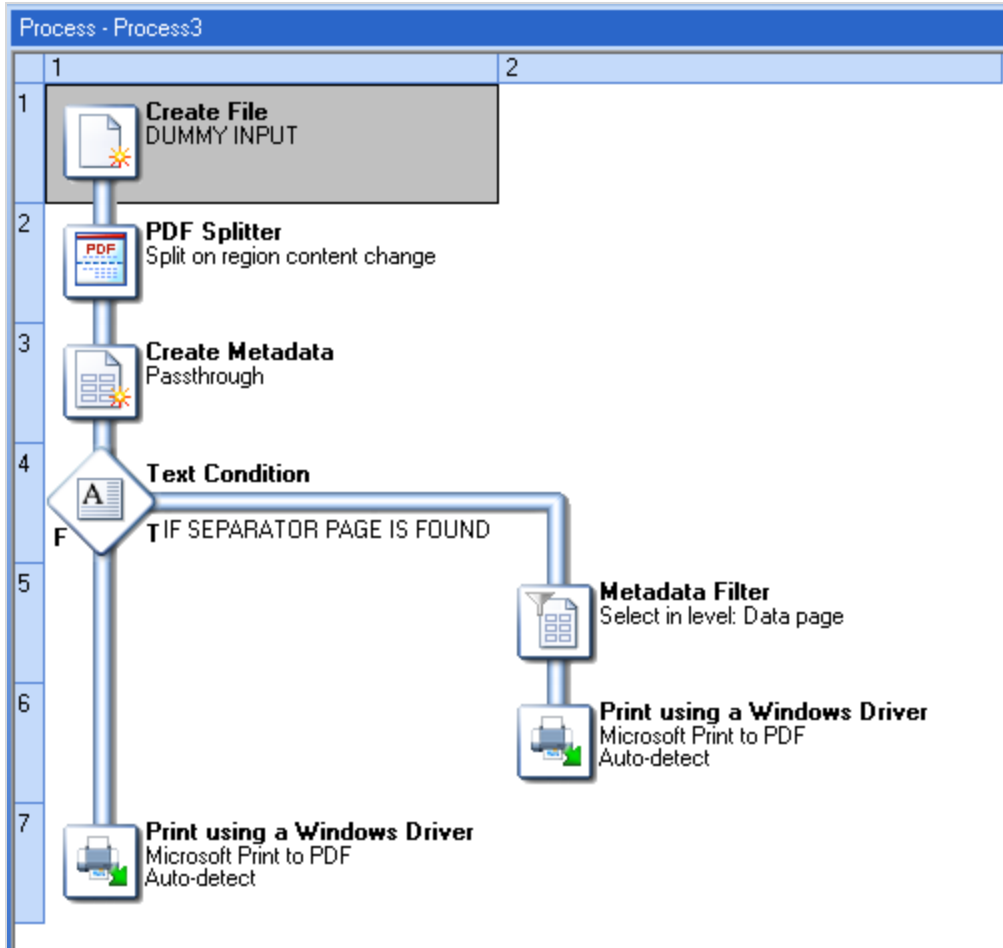 Process - Process3
1
2
1
Create File
DUMMY INPUT
2
PDF Splitter
PDF
Split on region content change
3
Create Metadata
Passthrough
4
Text Condition
A
F
T IF SEPARATOR PAGE IS FOUND
5
Metadata Filter
Select in level: Data page
6
Print using a Windows Driver
Microsoft Print to PDF
Auto-detect
7
Print using a Windows Driver
Microsoft Print to PDF
Auto-detect